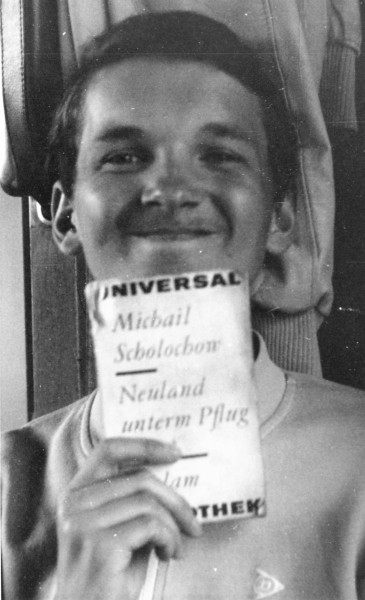 UNIVERSAL
Michail
Scholochow
Neuland
unterm Pflug
lam
OTHEK